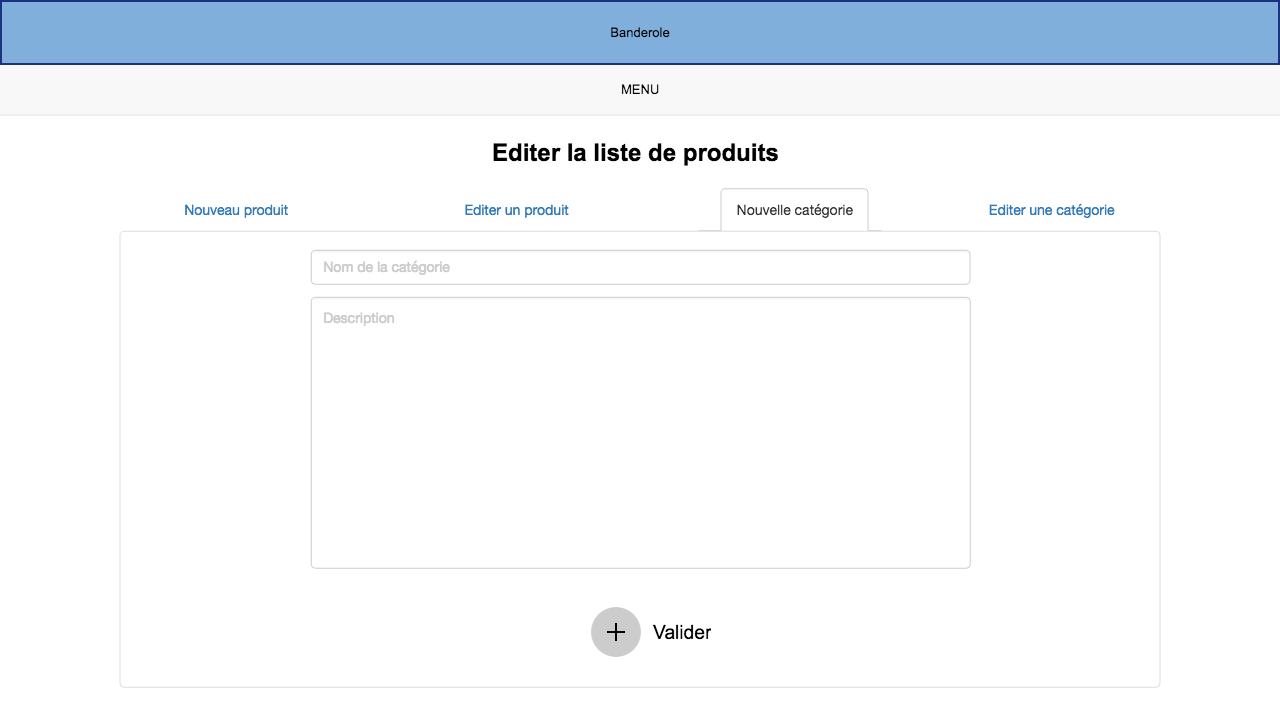 Banderole
MENU
Editer la liste de produits
Nouveau produit
Editer un produit
Nouvelle catégorie
Editer une catégorie
Nom de la catégorie
Description
Valider